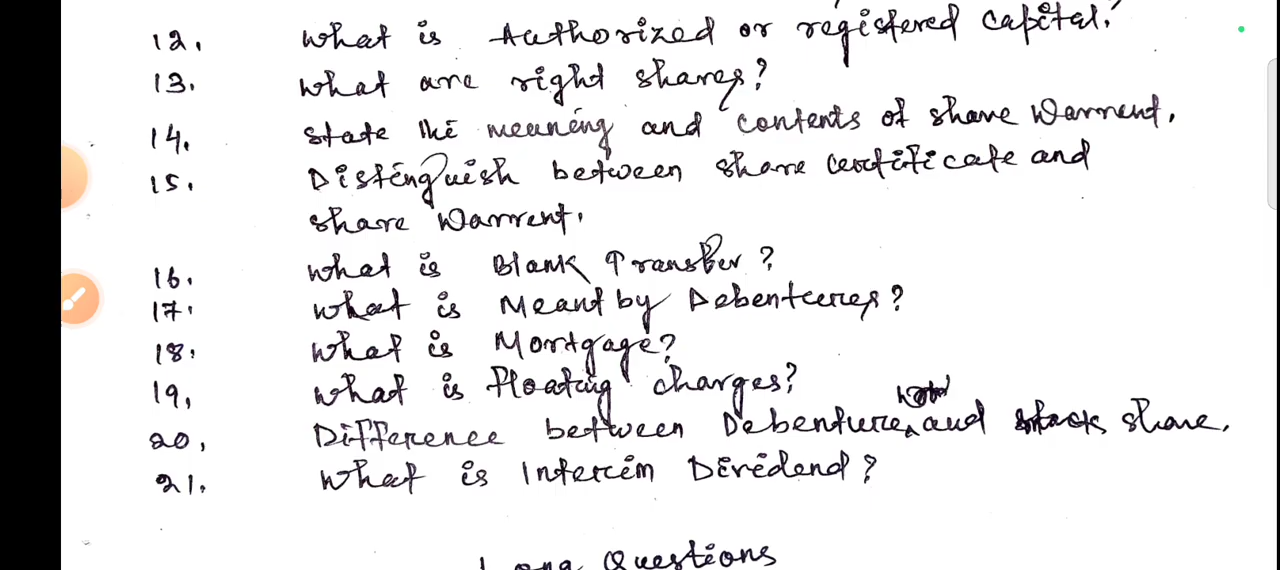 12. What is Authorized or registered capital.
13. What are right shares?
14. State the meaning and contents of share Warrent.
15. Distinguish between share certificate and
share Warrent.
16. What is Blank Transfer?
17. What is Meant by Debentures?
18. What is Mortgage?
19. What is floating charges?
20. Difference between Debenture and share.
21. What is Interim Dividend?
Long Questions